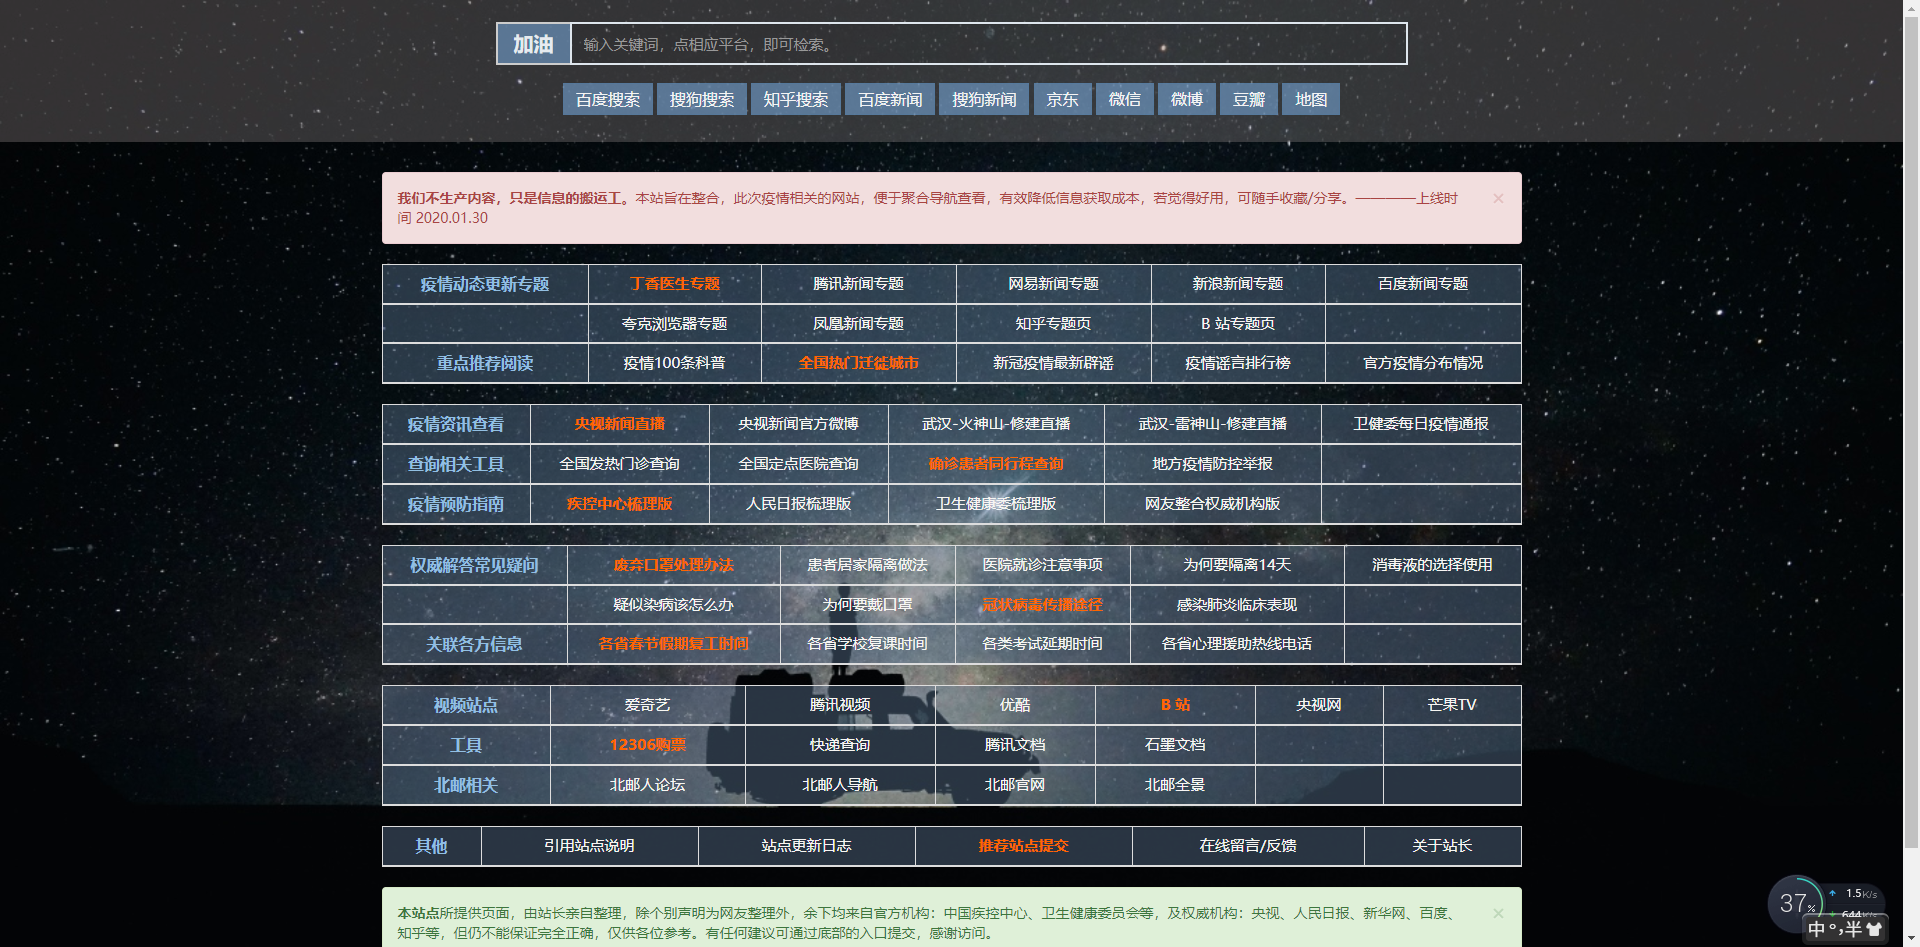 加油 输入关键词，点相应平台，即可检索。
百度搜索 搜狗搜索 知乎搜索 百度新闻 搜狗新闻 京东 微信 微博 豆瓣 地图
我们不生产内容，只是信息的搬运工。本站旨在整合，此次疫情相关的网站，便于聚合导航查看，有效降低信息获取成本，若觉得好用，可随手收藏/分享。————上线时
间 2020.01.30
×
疫情动态更新专题 丁香医生专题 腾讯新闻专题 网易新闻专题 新浪新闻专题 百度新闻专题
夸克浏览器专题 凤凰新闻专题 知乎专题页 B 站专题页
重点推荐阅读 疫情100条科普 全国热门迁徙城市 新冠疫情最新辟谣 疫情谣言排行榜 官方疫情分布情况
疫情资讯查看 央视新闻直播 央视新闻官方微博 武汉-火神山-修建直播 武汉-雷神山-修建直播 卫健委每日疫情通报
查询相关工具 全国发热门诊查询 全国定点医院查询 确诊患者同行程查询 地方疫情防控举报
疫情预防指南 疾控中心梳理版 人民日报梳理版 卫生健康委梳理版 网友整合权威机构版
权威解答常见疑问 废弃口罩处理办法 患者居家隔离做法 医院就诊注意事项 为何要隔离14天 消毒液的选择使用
疑似染病该怎么办 为何要戴口罩 冠状病毒传播途径 感染肺炎临床表现
关联各方信息 各省春节假期复工时间 各省学校复课时间 各类考试延期时间 各省心理援助热线电话
视频站点 爱奇艺 腾讯视频 优酷 B 站 央视网 芒果TV
工具 12306购票 快递查询 腾讯文档 石墨文档
北邮相关 北邮人论坛 北邮人导航 北邮官网 北邮全景
其他 引用站点说明 站点更新日志 推荐站点提交 在线留言/反馈 关于站长
本站点所提供页面，由站长亲自整理，除个别声明为网友整理外，余下均来自官方机构：中国疾控中心、卫生健康委员会等，及权威机构：央视、人民日报、新华网、百度、
知乎等，但仍不能保证完全正确，仅供各位参考。有任何建议可通过底部的入口提交，感谢访问。
×
37% 1.5K/s
中 半